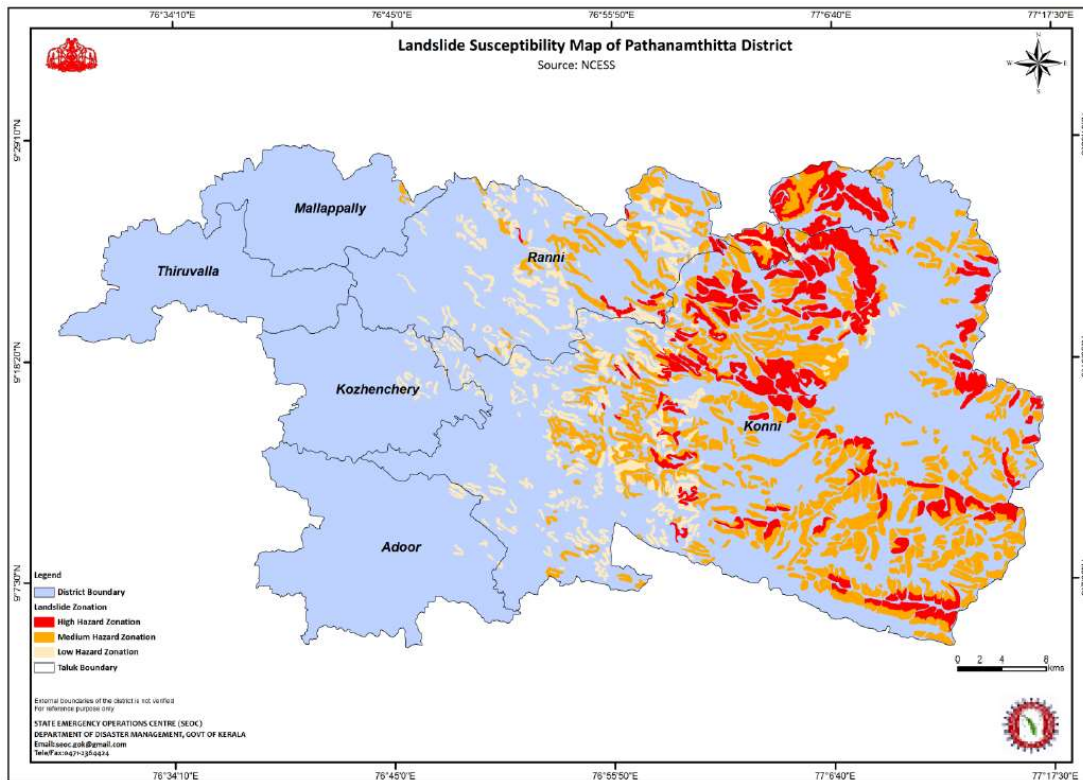 76°34'10"E 76°45'0"E 76°55'50"E 77°6'40"E 77°17'30"E
Landslide Susceptibility Map of Pathanamthitta District
Source: NCESS
N
W E
S
9°29'10"N
Mallappally
Ranni
Thiruvalla
9°18'20"N
Kozhenchery
Konni
Adoor
9°7'30"N
Legend
District Boundary
Landslide Zonation
High Hazard Zonation
Medium Hazard Zonation
Low Hazard Zonation
Taluk Boundary
0 2 4 8
kms
External boundaries of the district is not verified
For reference purpose only
STATE EMERGENCY OPERATIONS CENTRE (SEOC)
DEPARTMENT OF DISASTER MANAGEMENT, GOVT OF KERALA
Email:seoc.gok@gmail.com
Tele/Fax:0471-2364424
76°34'10"E 76°45'0"E 76°55'50"E 77°6'40"E 77°17'30"E